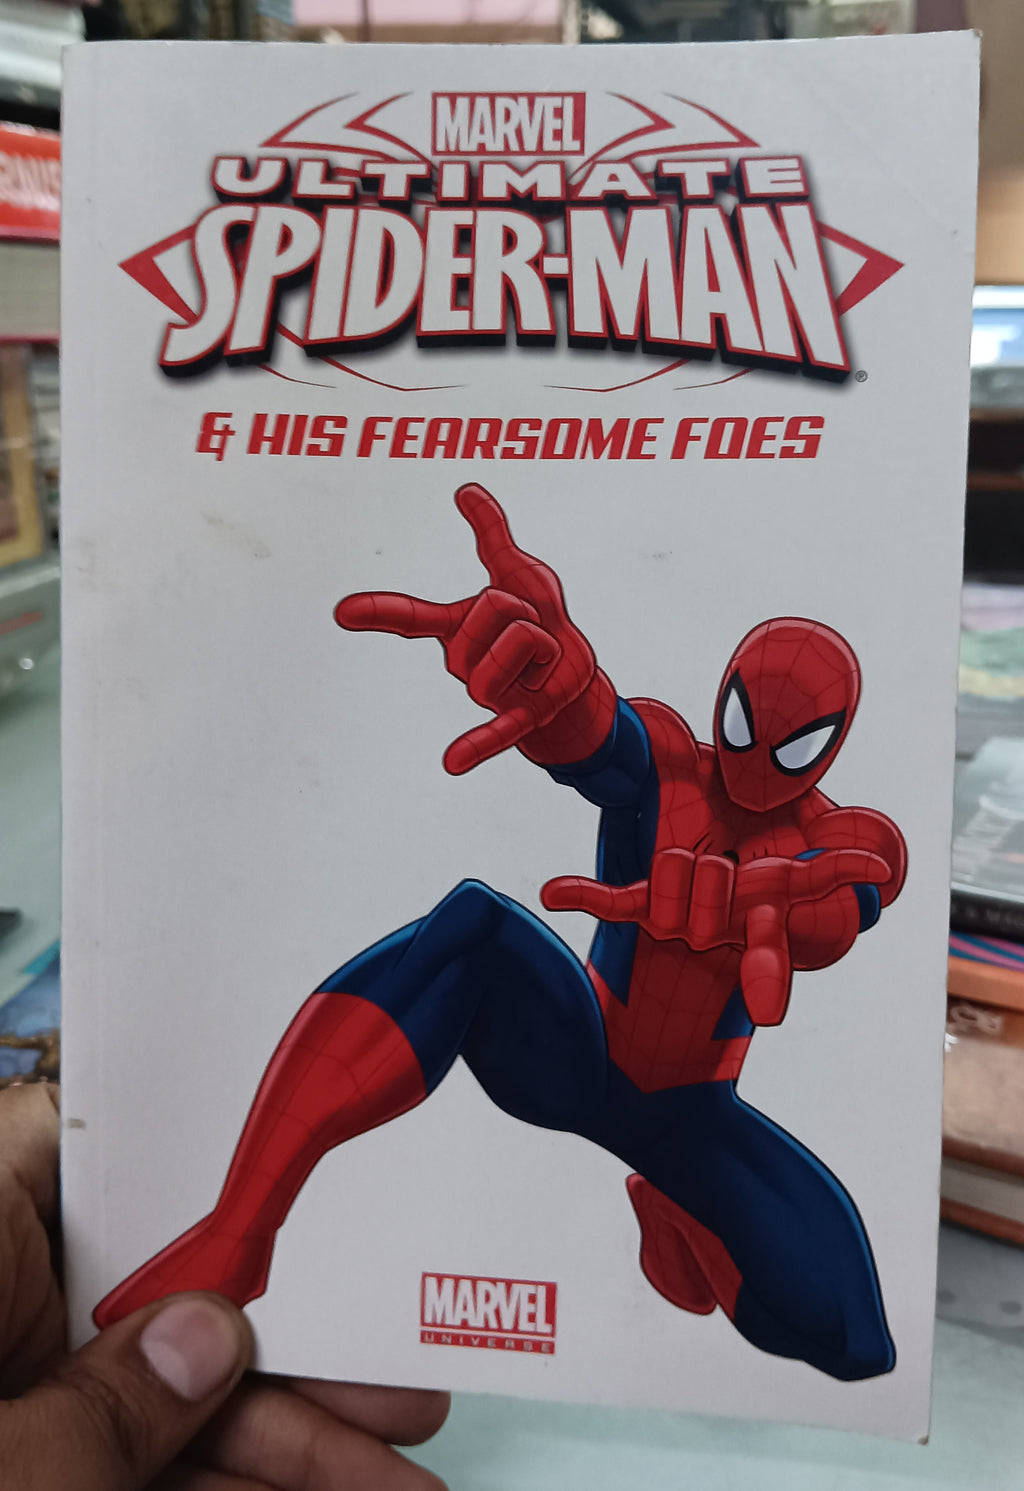 MARVEL
ULTIMATE
SPIDER-MAN
®
& HIS FEARSOME FOES
MARVEL
UNIVERSE